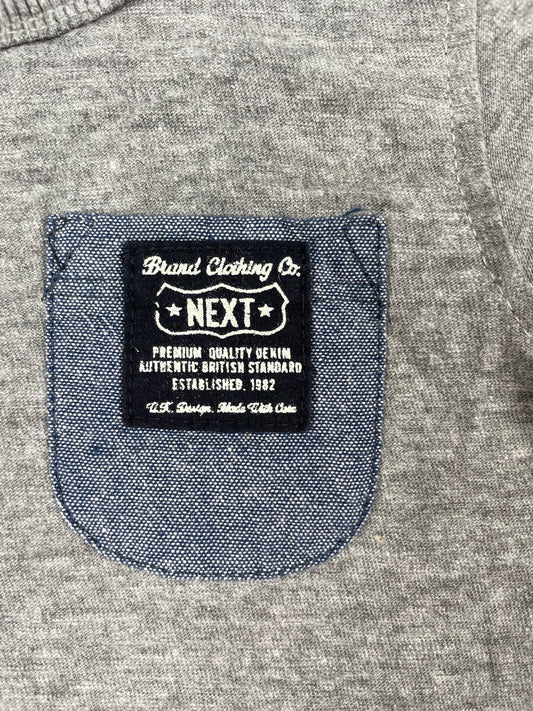 Brand Clothing Co.
★ NEXT ★
PREMIUM QUALITY DENIM
AUTHENTIC BRITISH STANDARD
ESTABLISHED. 1982
U.K. Design. Made With Care